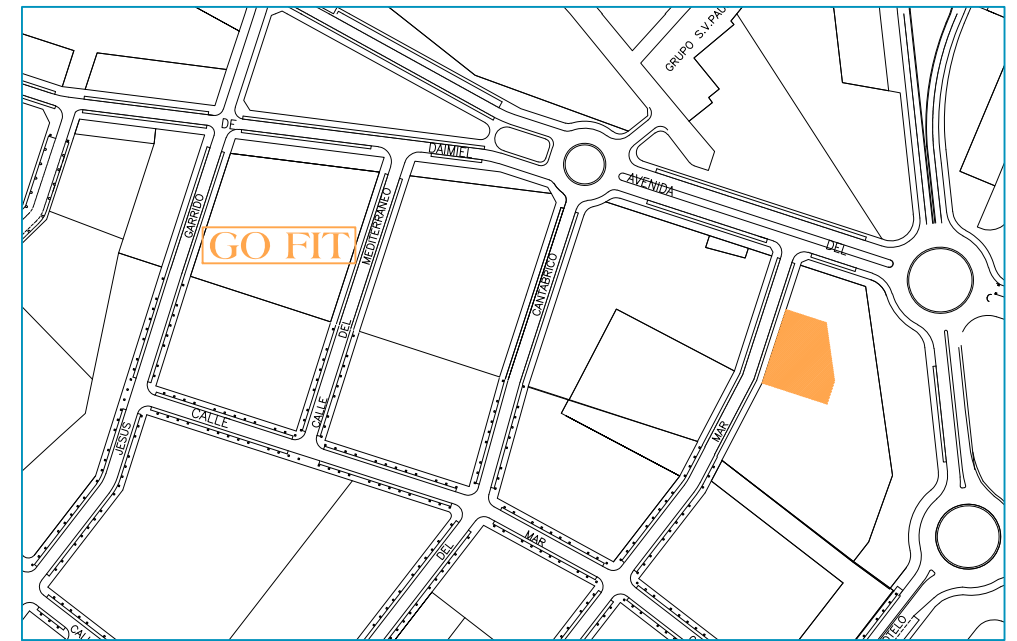 GRUPO S.V.PAU
DE
DAIMIEL
AVENIDA
DEL
GARRIDO
GO FIT
MEDITERRANEO
CANTABRICO
DEL
CALLE
CALLE
MAR
JESUS
DEL
MAR